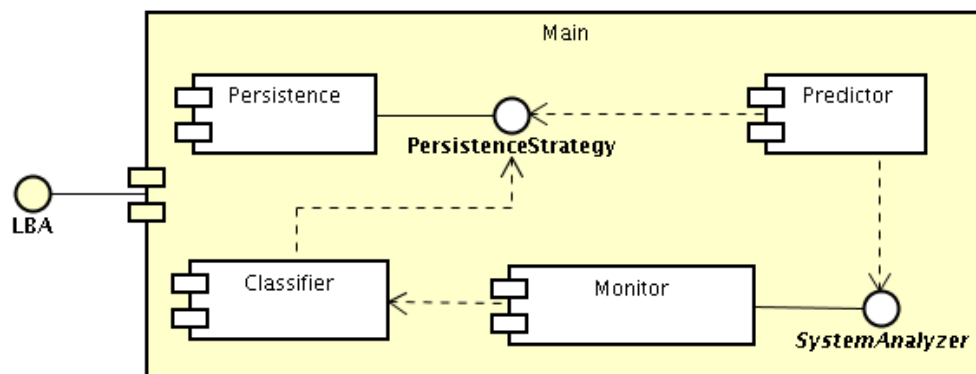 Main
Persistence
Predictor
PersistenceStrategy
LBA
Classifier
Monitor
SystemAnalyzer